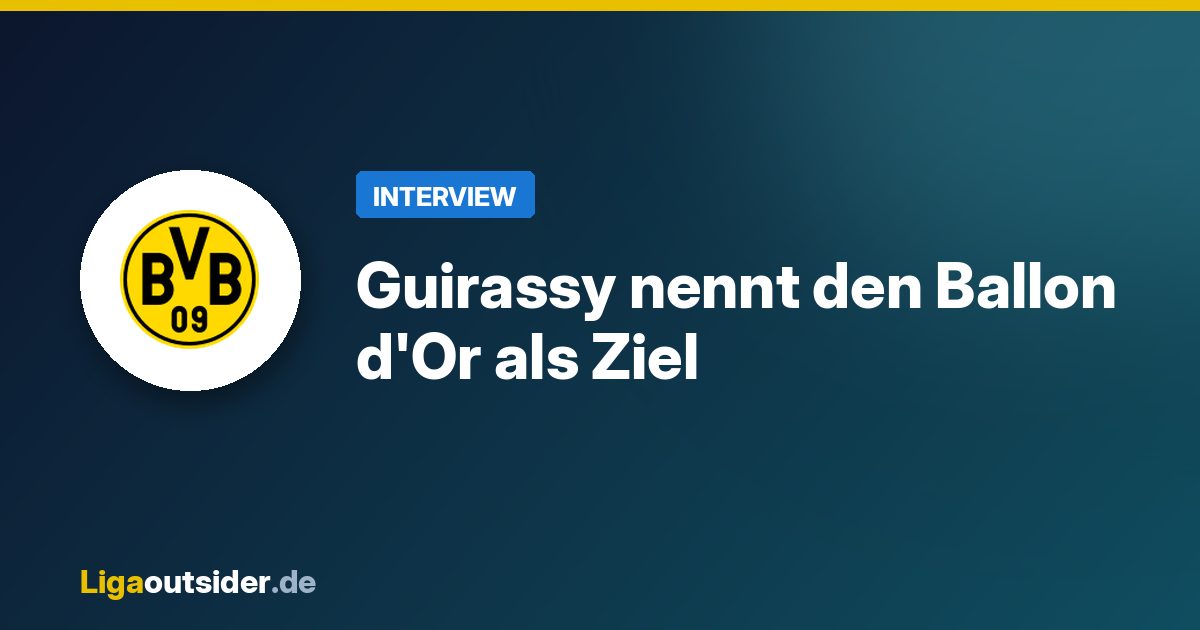 BVB
09
INTERVIEW
Guirassy nennt den Ballon
d'Or als Ziel
Ligaoutsider.de